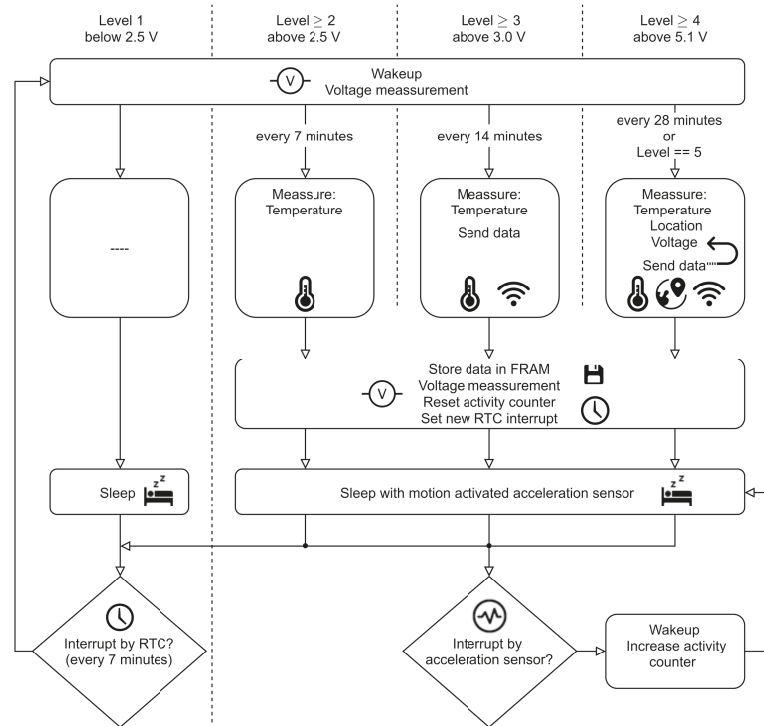 Level 1
below 2.5 V
Level ≥ 2
above 2.5 V
Level ≥ 3
above 3.0 V
Level ≥ 4
above 5.1 V
V
Wakeup
Voltage meassurement
every 7 minutes
every 14 minutes
every 28 minutes
or
Level == 5
----
Meassure:
Temperature
Meassure:
Temperature
Send data
Meassure:
Temperature
Location
Voltage
Send data
V
Store data in FRAM
Voltage meassurement
Reset activity counter
Set new RTC interrupt
Sleep
z z
Sleep with motion activated acceleration sensor
z z
Interrupt by RTC?
(every 7 minutes)
Interrupt by
acceleration sensor?
Wakeup
Increase activity
counter